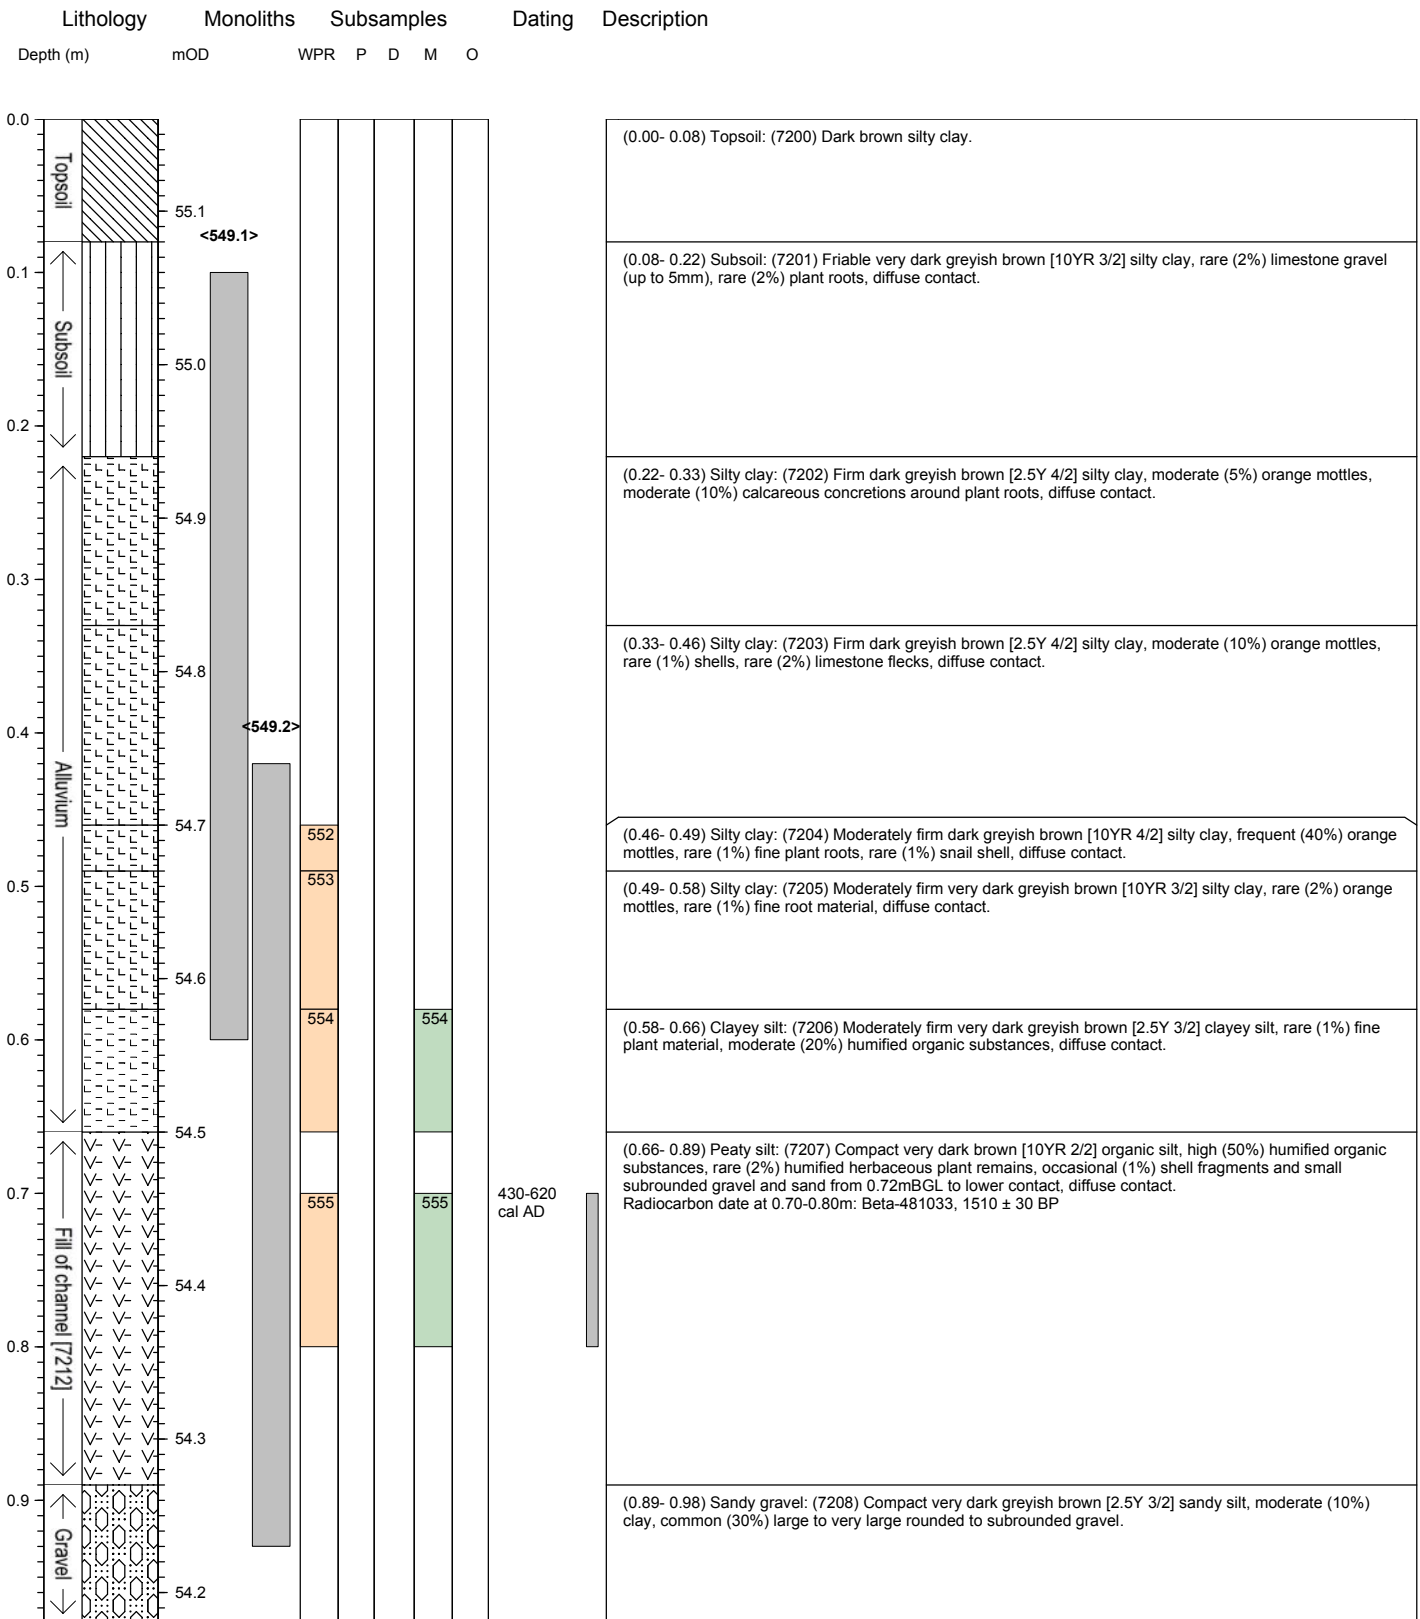 Lithology Monoliths Subsamples Dating Description
Depth (m) mOD WPR P D M O
0.0
Topsoil
(0.00- 0.08) Topsoil: (7200) Dark brown silty clay.
55.1
<549.1>
(0.08- 0.22) Subsoil: (7201) Friable very dark greyish brown [10YR 3/2] silty clay, rare (2%) limestone gravel
(up to 5mm), rare (2%) plant roots, diffuse contact.
0.1
Subsoil
55.0
0.2
(0.22- 0.33) Silty clay: (7202) Firm dark greyish brown [2.5Y 4/2] silty clay, moderate (5%) orange mottles,
moderate (10%) calcareous concretions around plant roots, diffuse contact.
54.9
0.3
(0.33- 0.46) Silty clay: (7203) Firm dark greyish brown [2.5Y 4/2] silty clay, moderate (10%) orange mottles,
rare (1%) shells, rare (2%) limestone flecks, diffuse contact.
54.8
<549.2>
0.4
Alluvium
54.7
552
(0.46- 0.49) Silty clay: (7204) Moderately firm dark greyish brown [10YR 4/2] silty clay, frequent (40%) orange
mottles, rare (1%) fine plant roots, rare (1%) snail shell, diffuse contact.
553
0.5
(0.49- 0.58) Silty clay: (7205) Moderately firm very dark greyish brown [10YR 3/2] silty clay, rare (2%) orange
mottles, rare (1%) fine root material, diffuse contact.
54.6
554 554
(0.58- 0.66) Clayey silt: (7206) Moderately firm very dark greyish brown [2.5Y 3/2] clayey silt, rare (1%) fine
plant material, moderate (20%) humified organic substances, diffuse contact.
0.6
54.5
(0.66- 0.89) Peaty silt: (7207) Compact very dark brown [10YR 2/2] organic silt, high (50%) humified organic
substances, rare (2%) humified herbaceous plant remains, occasional (1%) shell fragments and small
subrounded gravel and sand from 0.72mBGL to lower contact, diffuse contact.
Radiocarbon date at 0.70-0.80m: Beta-481033, 1510 ± 30 BP
0.7
555 555
430-620
cal AD
Fill of channel [7212]
54.4
0.8
54.3
0.9
(0.89- 0.98) Sandy gravel: (7208) Compact very dark greyish brown [2.5Y 3/2] sandy silt, moderate (10%)
clay, common (30%) large to very large rounded to subrounded gravel.
Gravel
54.2